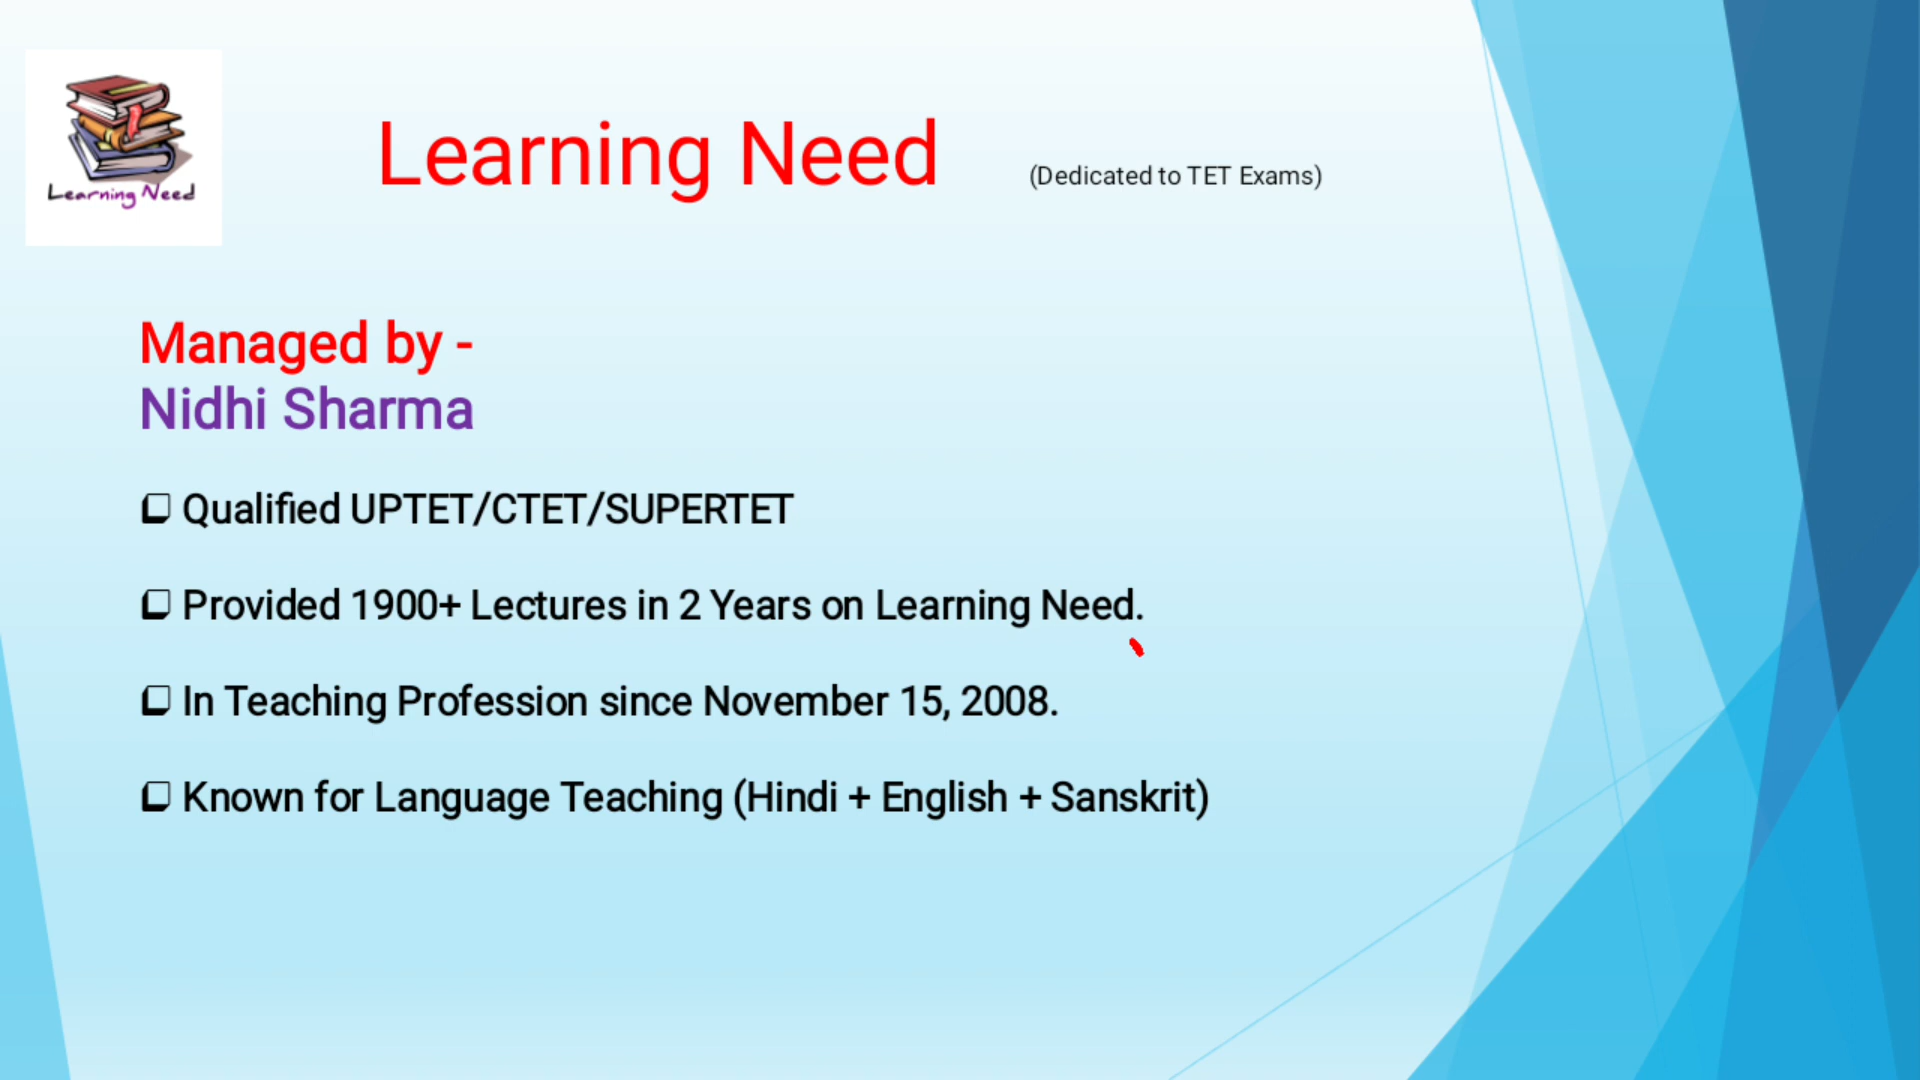 Learning Need
Learning Need (Dedicated to TET Exams)
Managed by -
Nidhi Sharma
Qualified UPTET/CTET/SUPERTET
Provided 1900+ Lectures in 2 Years on Learning Need.
In Teaching Profession since November 15, 2008.
Known for Language Teaching (Hindi + English + Sanskrit)